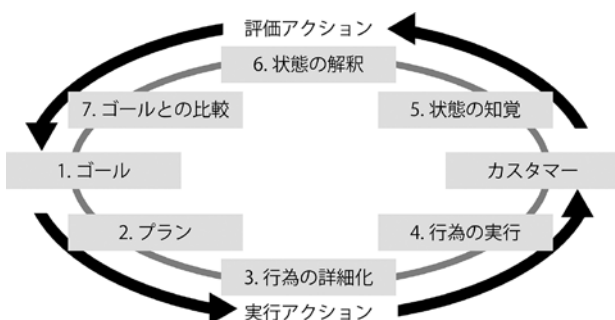 評価アクション
6. 状態の解釈
7. ゴールとの比較
5. 状態の知覚
1. ゴール
カスタマー
2. プラン
4. 行為の実行
3. 行為の詳細化
実行アクション